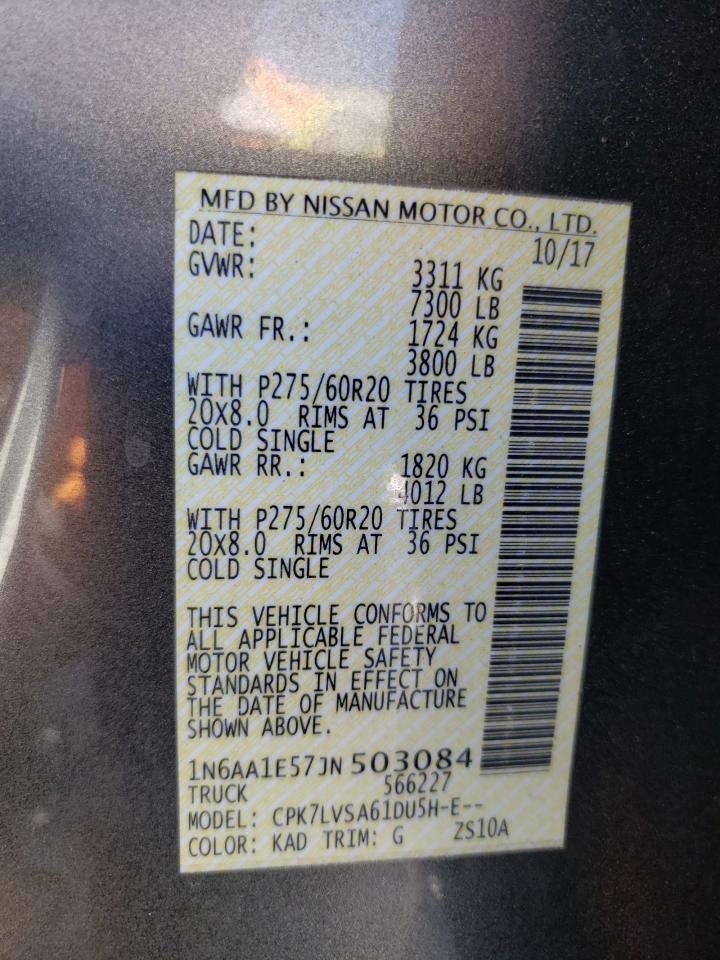 MFD BY NISSAN MOTOR CO., LTD.
DATE: 10/17
GVWR: 3311 KG
7300 LB
GAWR FR.: 1724 KG
3800 LB
WITH P275/60R20 TIRES
20X8.0 RIMS AT 36 PSI
COLD SINGLE
GAWR RR.: 1820 KG
4012 LB
WITH P275/60R20 TIRES
20X8.0 RIMS AT 36 PSI
COLD SINGLE
THIS VEHICLE CONFORMS TO
ALL APPLICABLE FEDERAL
MOTOR VEHICLE SAFETY
STANDARDS IN EFFECT ON
THE DATE OF MANUFACTURE
SHOWN ABOVE.
1N6AA1E57JN 503084
TRUCK 566227
MODEL: CPK7LVSA61DU5H-E--
COLOR: KAD TRIM: G ZS10A